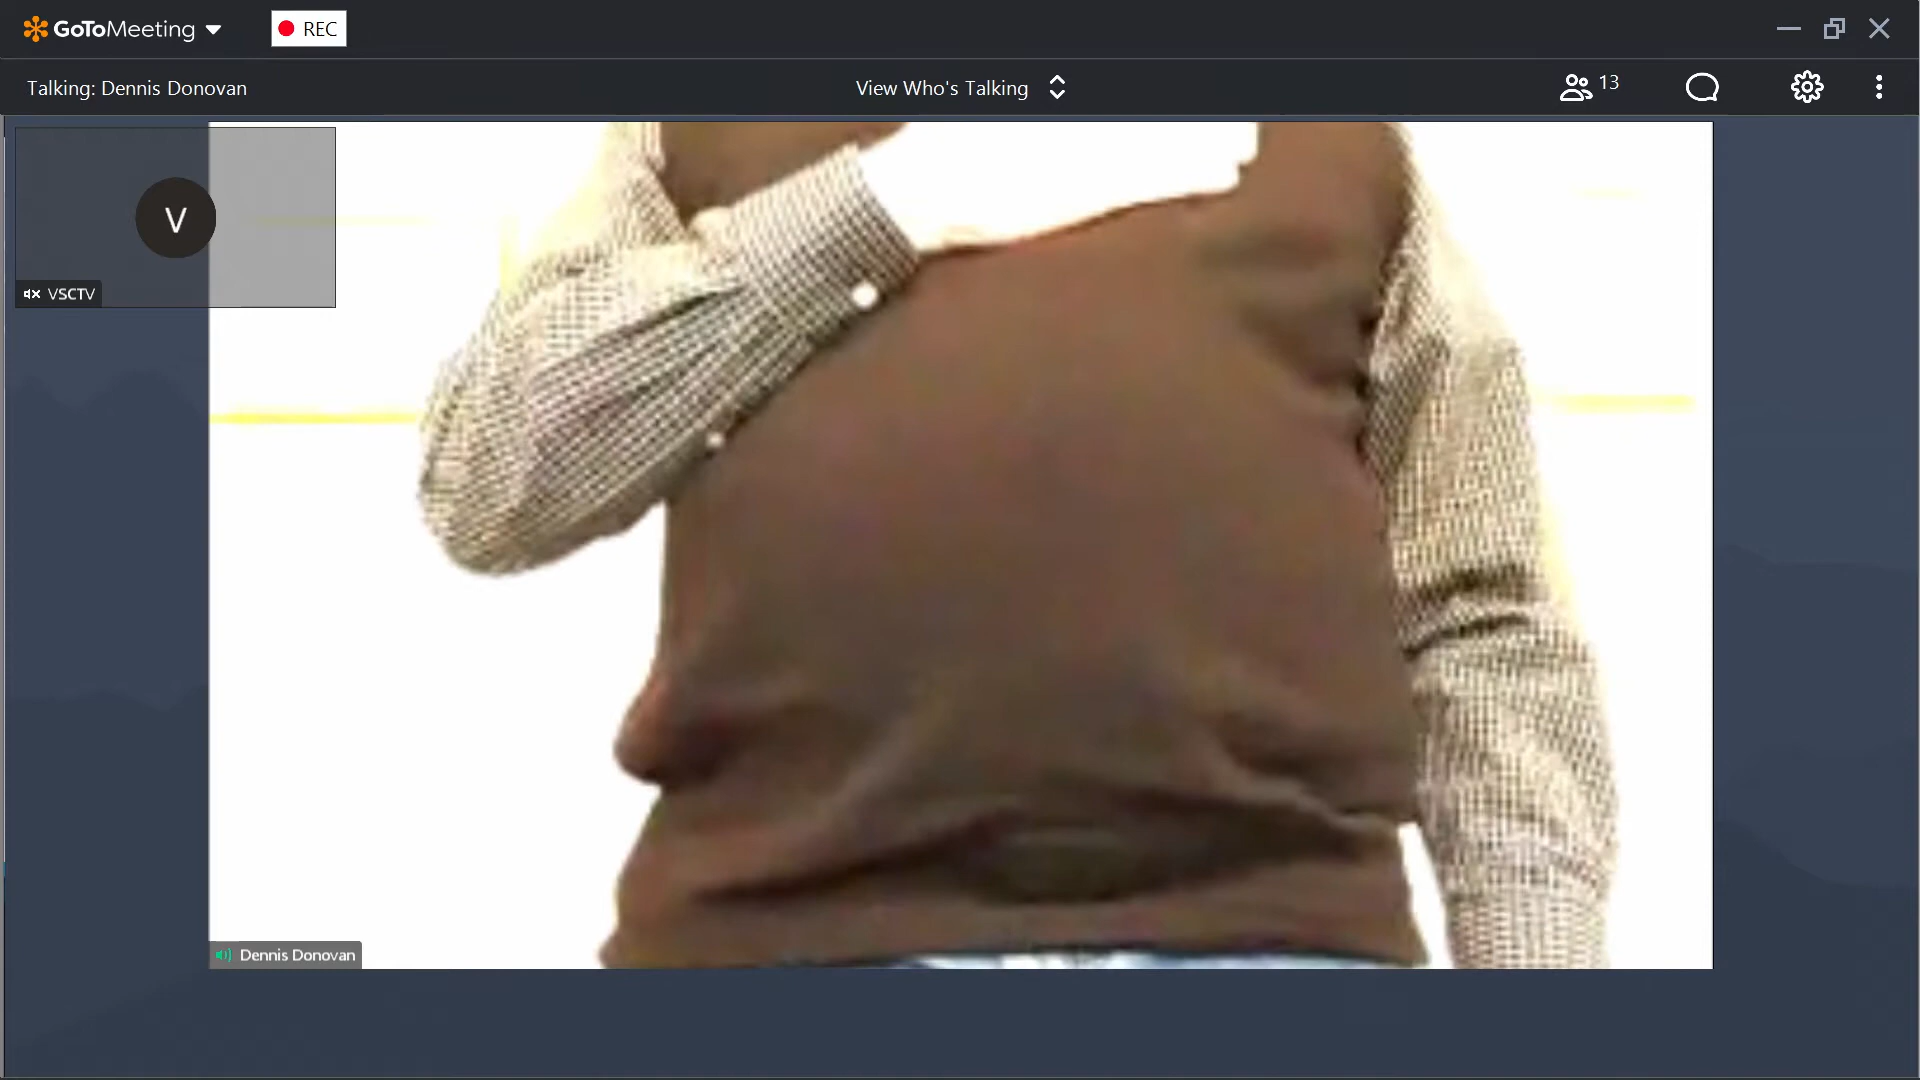 GoToMeeting
REC
Talking: Dennis Donovan
View Who's Talking
13
V
VSCTV
Dennis Donovan